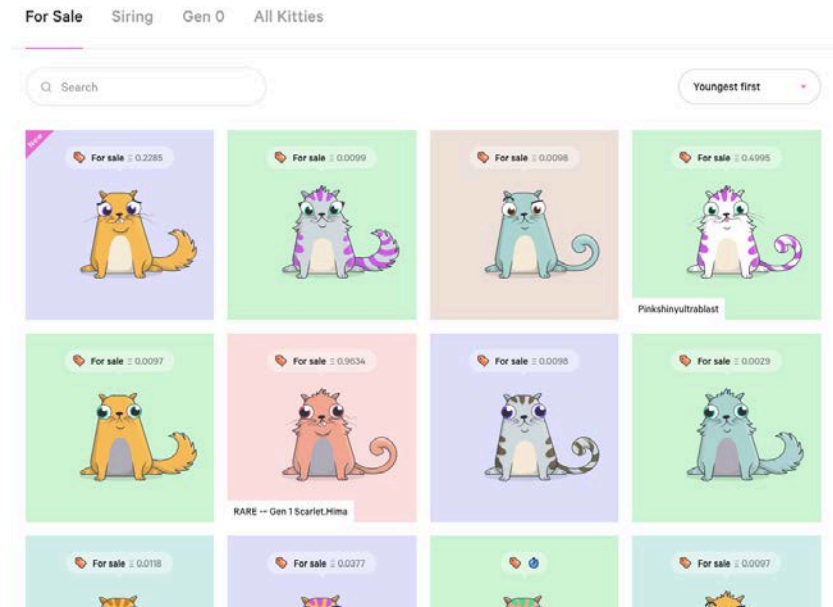 For Sale Siring Gen 0 All Kitties
Search
Youngest first
New
For sale Ξ 0.2285
For sale Ξ 0.0099
For sale Ξ 0.0098
For sale Ξ 0.4995
Pinkshinyultrablast
For sale Ξ 0.0097
For sale Ξ 0.9634
For sale Ξ 0.0098
For sale Ξ 0.0029
RARE -- Gen 1 Scarlet.Hima
For sale Ξ 0.0118
For sale Ξ 0.0377
For sale Ξ 0.0097